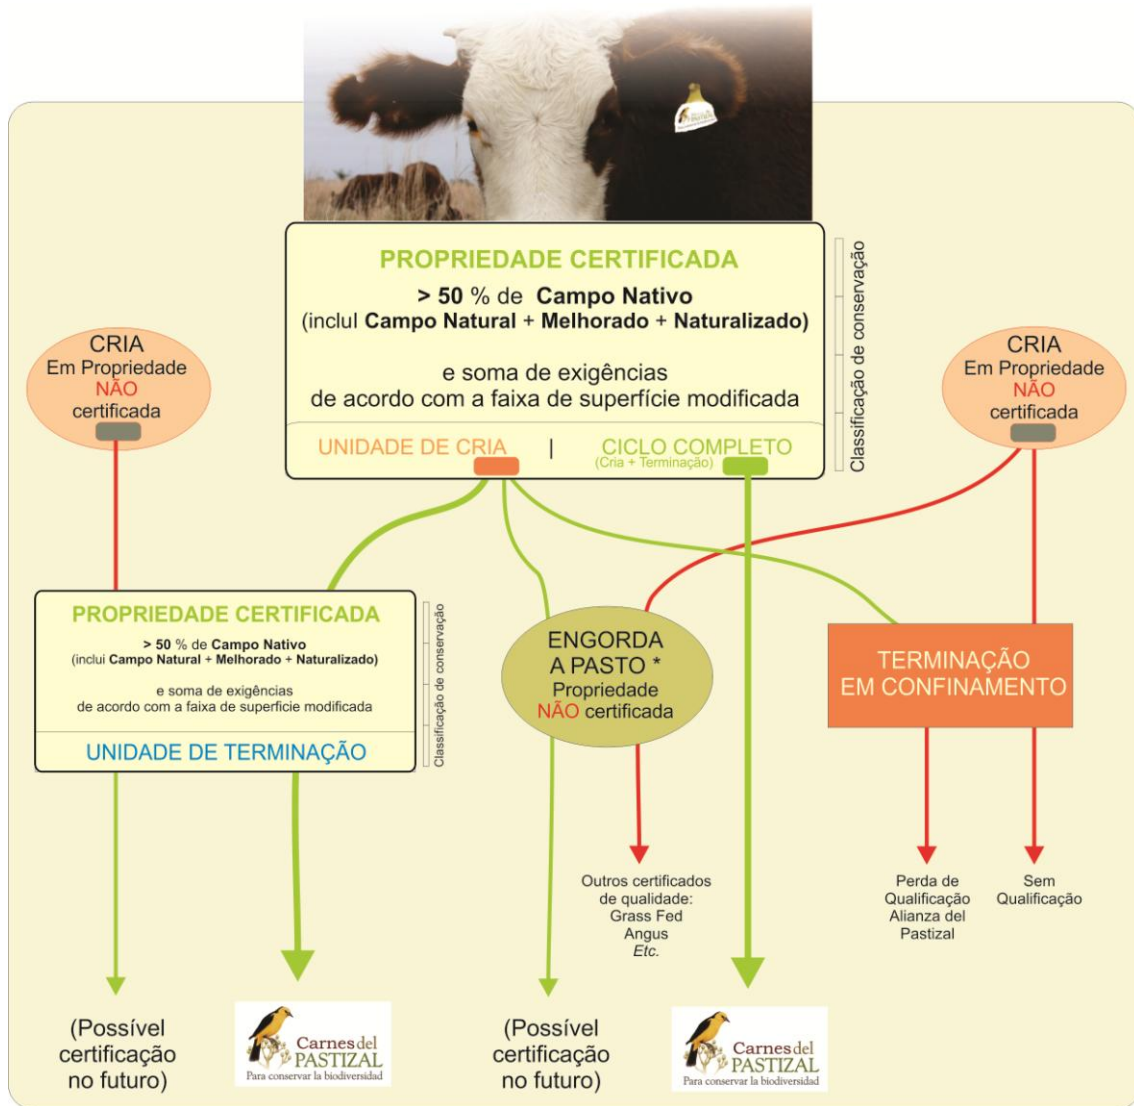 PROPRIEDADE CERTIFICADA
> 50 % de Campo Nativo
(inclui Campo Natural + Melhorado + Naturalizado)
e soma de exigências
de acordo com a faixa de superfície modificada
UNIDADE DE CRIA | CICLO COMPLETO
(Cria + Terminação)
Classificação de conservação
CRIA
Em Propriedade
NÃO
certificada
CRIA
Em Propriedade
NÃO
certificada
PROPRIEDADE CERTIFICADA
> 50 % de Campo Nativo
(inclui Campo Natural + Melhorado + Naturalizado)
e soma de exigências
de acordo com a faixa de superficie modificada
UNIDADE DE TERMINAÇÃO
Classificação de conservação
ENGORDA
A PASTO *
Propriedade
NÃO certificada
TERMINAÇÃO
EM CONFINAMENTO
Outros certificados
de qualidade:
Grass Fed
Angus
Etc.
Perda de
Qualificação
Alianza del
Pastizal
Sem
Qualificação
(Possível
certificação
no futuro)
Carnes del
PASTIZAL
Para conservar la biodiversidad
(Possível
certificação
no futuro)
Carnes del
PASTIZAL
Para conservar la biodiversidad